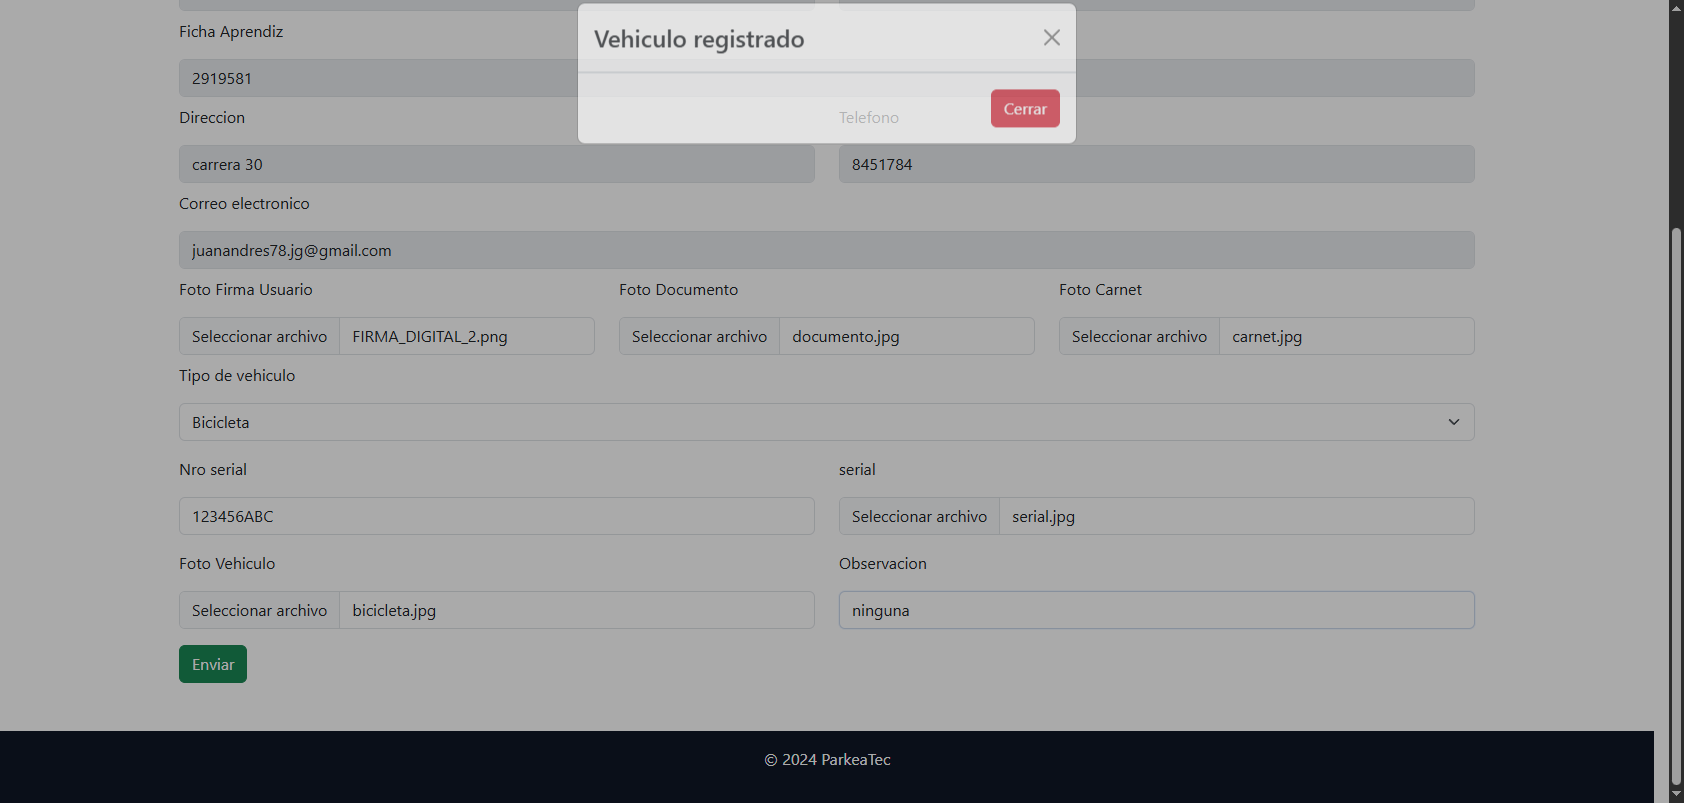 Vehiculo registrado
Cerrar
Ficha Aprendiz
2919581
Direccion
Telefono
carrera 30
8451784
Correo electronico
juanandres78.jg@gmail.com
Foto Firma Usuario
Foto Documento
Foto Carnet
Seleccionar archivo FIRMA_DIGITAL_2.png
Seleccionar archivo documento.jpg
Seleccionar archivo carnet.jpg
Tipo de vehiculo
Bicicleta
Nro serial
serial
123456ABC
Seleccionar archivo serial.jpg
Foto Vehiculo
Observacion
Seleccionar archivo bicicleta.jpg
ninguna
Enviar
© 2024 ParkeaTec